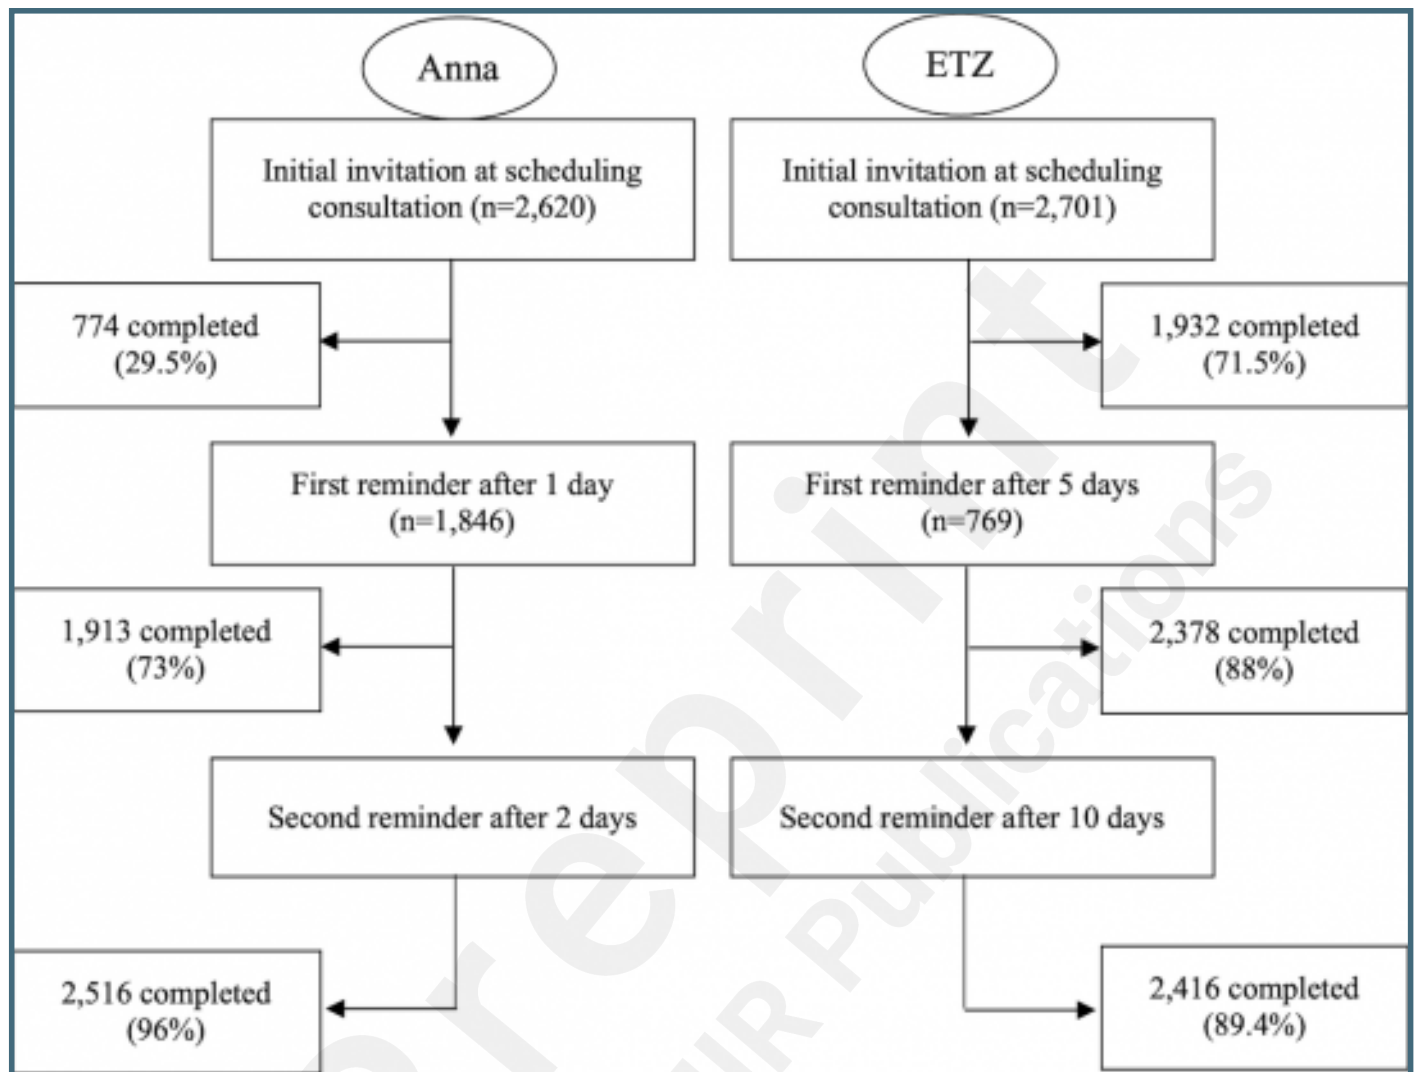 Anna
ETZ
Initial invitation at scheduling
consultation (n=2,620)
Initial invitation at scheduling
consultation (n=2,701)
774 completed
(29.5%)
1,932 completed
(71.5%)
First reminder after 1 day
(n=1,846)
First reminder after 5 days
(n=769)
1,913 completed
(73%)
2,378 completed
(88%)
Second reminder after 2 days
Second reminder after 10 days
2,516 completed
(96%)
2,416 completed
(89.4%)
Preprint
Publications